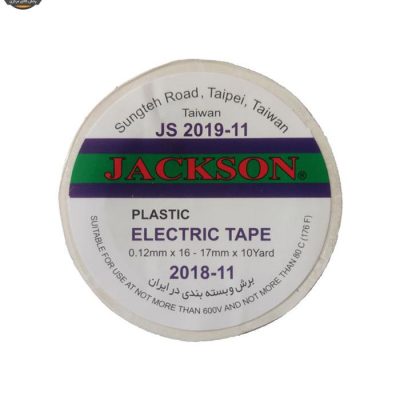 Sungteh Road, Taipei, Taiwan
Taiwan
JS 2019-11
JACKSON®
PLASTIC
ELECTRIC TAPE
0.12mm x 16 - 17mm x 10Yard
2018-11
برش و بسته بندی در ایران
SUITABLE FOR USE AT NOT MORE THAN 600V AND NOT MORE THAN 80 C (176 F)